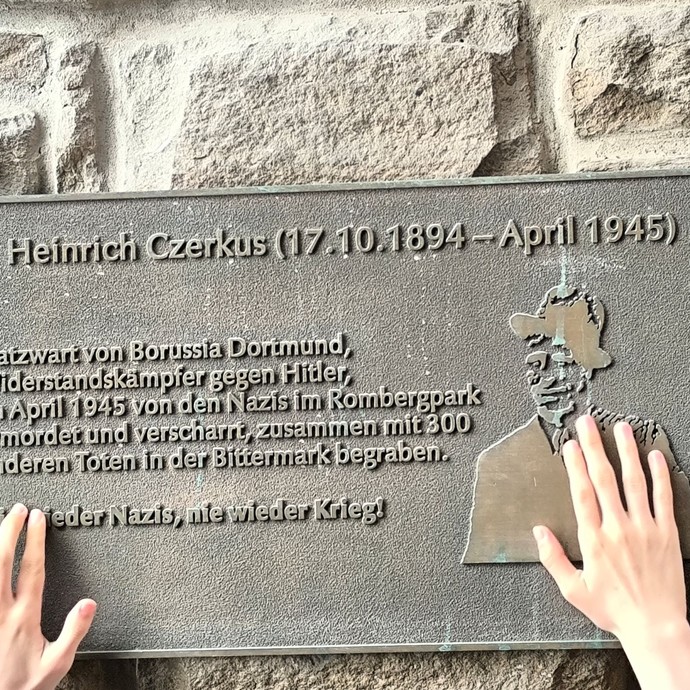 Heinrich Czerkus (17.10.1894 – April 1945)
atzwart von Borussia Dortmund,
iderstandskämpfer gegen Hitler,
April 1945 von den Nazis im Rombergpark
mordet und verscharrt, zusammen mit 300
nderen Toten in der Bittermark begraben.
ieder Nazis, nie wieder Krieg!